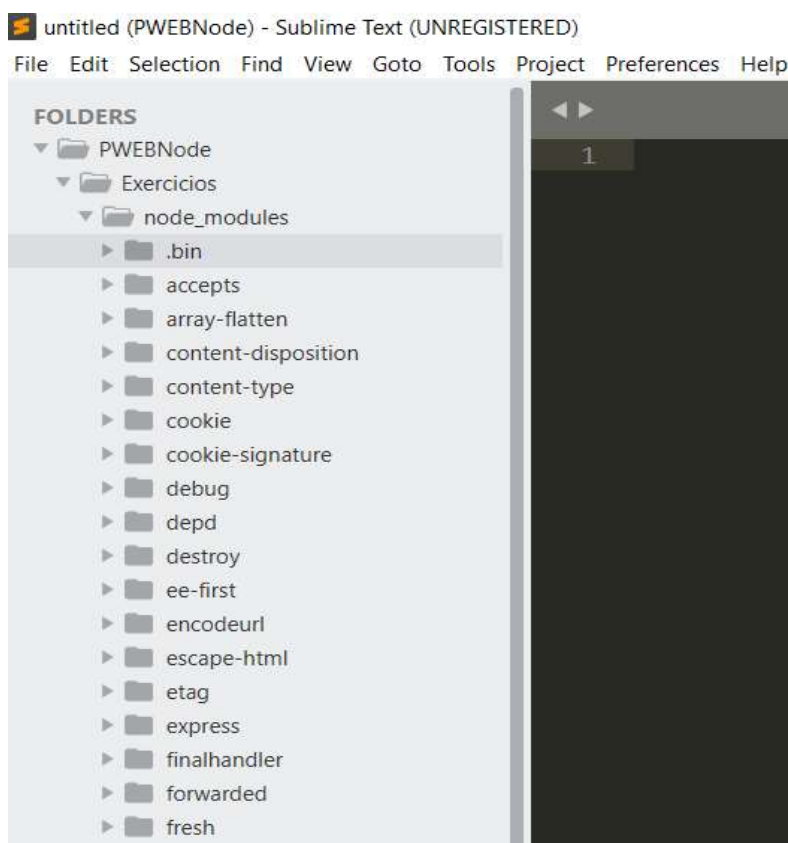 untitled (PWEBNode) - Sublime Text (UNREGISTERED)
File Edit Selection Find View Goto Tools Project Preferences Help
FOLDERS
PWEBNode
1
Exercicios
node_modules
.bin
accepts
array-flatten
content-disposition
content-type
cookie
cookie-signature
debug
depd
destroy
ee-first
encodeurl
escape-html
etag
express
finalhandler
forwarded
fresh